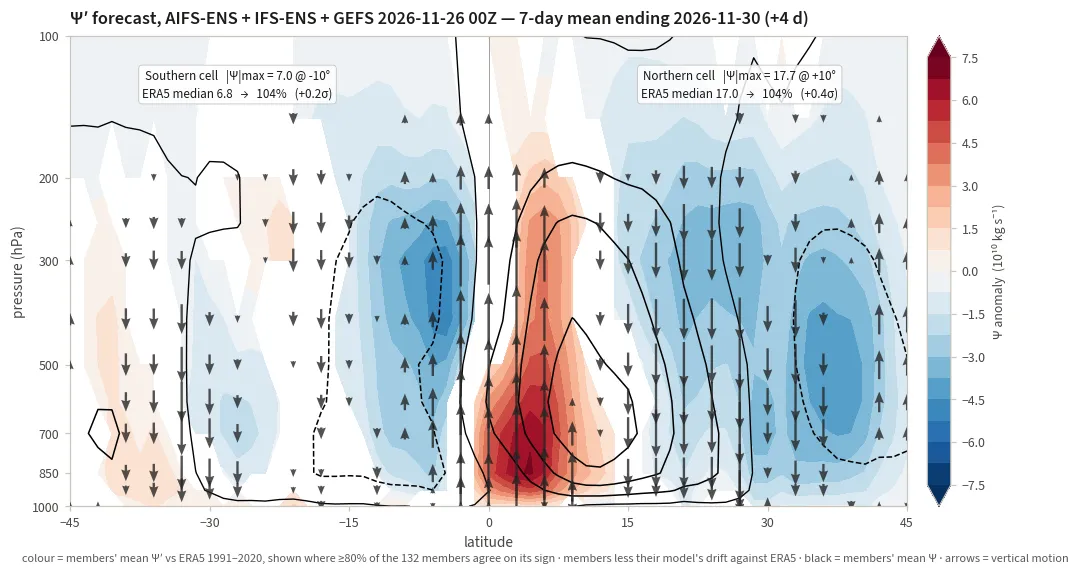 Ψ′ forecast, AIFS-ENS + IFS-ENS + GEFS 2026-11-26 00Z — 7-day mean ending 2026-11-30 (+4 d)
Southern cell |Ψ|max = 7.0 @ -10°
ERA5 median 6.8 → 104% (+0.2σ)
Northern cell |Ψ|max = 17.7 @ +10°
ERA5 median 17.0 → 104% (+0.4σ)
pressure (hPa)
100
200
300
400
500
700
850
1000
−45
−30
−15
0
15
30
45
latitude
7.5
6.0
4.5
3.0
1.5
0.0
−1.5
−3.0
−4.5
−6.0
−7.5
Ψ anomaly (10¹⁰ kg s⁻¹)
colour = members' mean Ψ′ vs ERA5 1991–2020, shown where ≥80% of the 132 members agree on its sign · members less their model's drift against ERA5 · black = members' mean Ψ · arrows = vertical motion